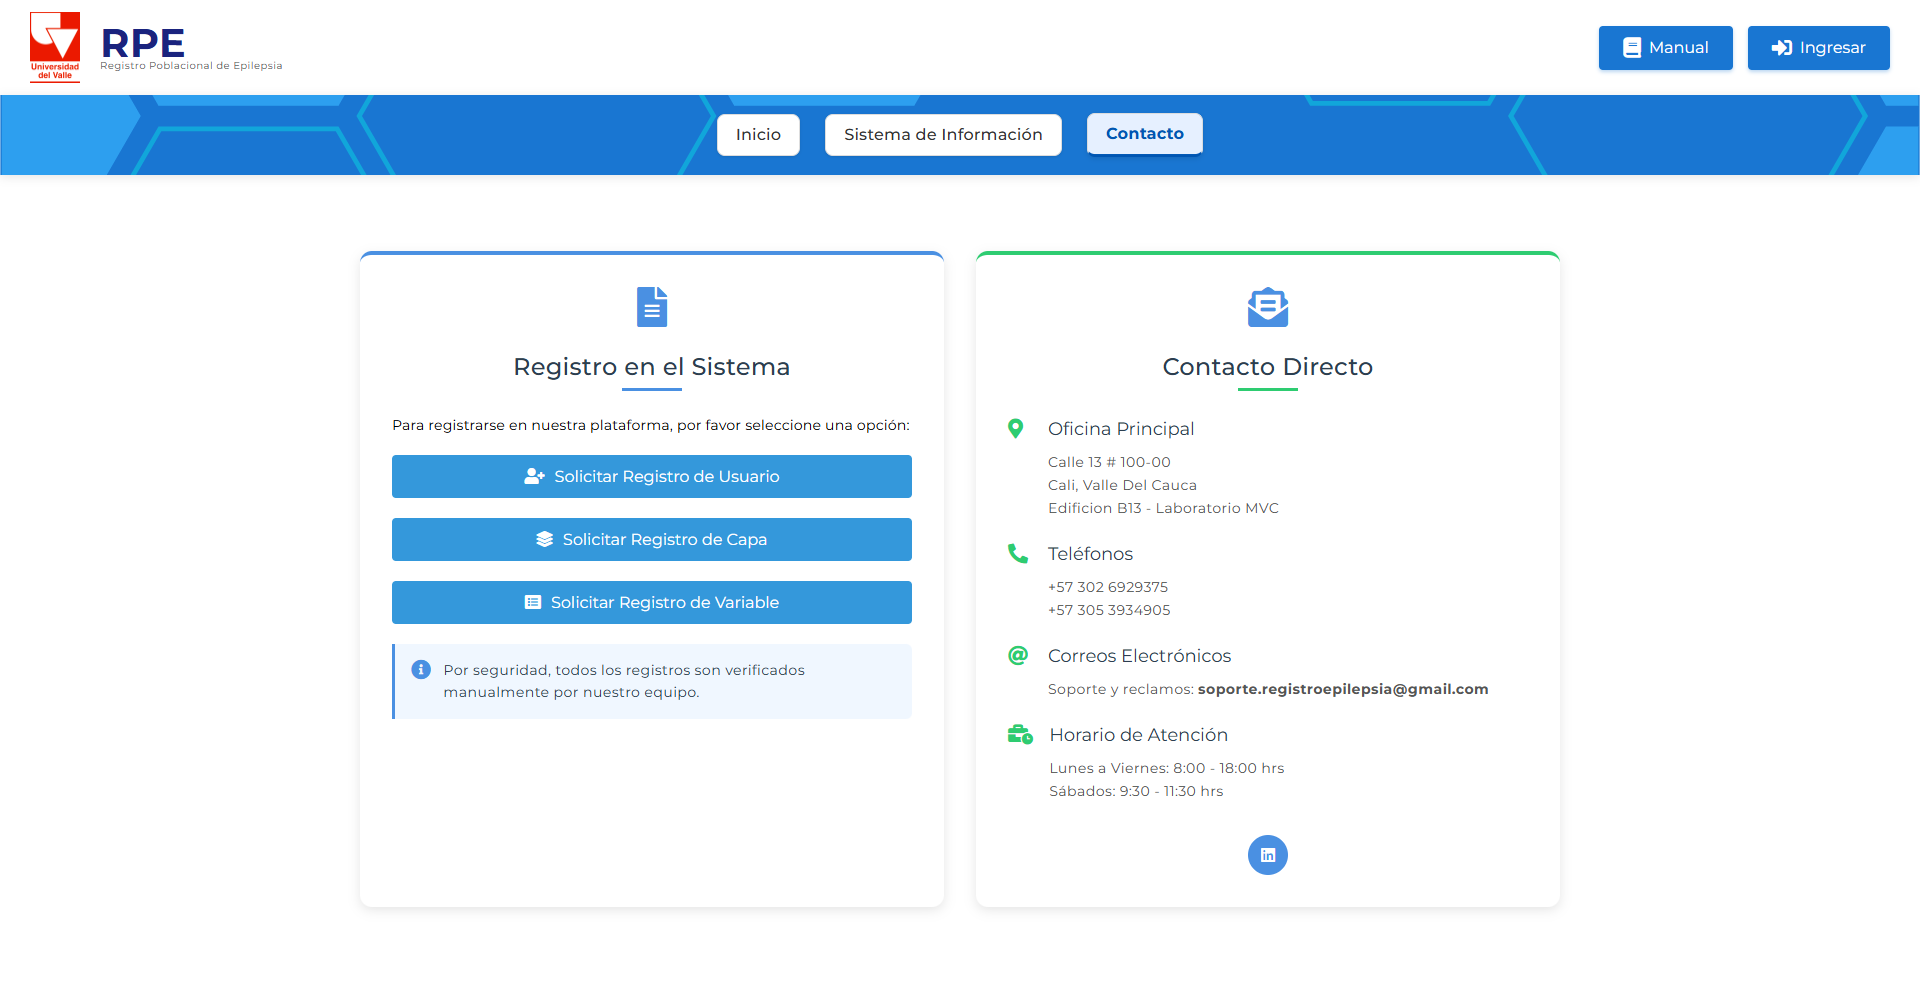 Universidad
del Valle
RPE
Registro Poblacional de Epilepsia
Manual
Ingresar
Inicio
Sistema de Información
Contacto
Registro en el Sistema
Para registrarse en nuestra plataforma, por favor seleccione una opción:
Solicitar Registro de Usuario
Solicitar Registro de Capa
Solicitar Registro de Variable
Por seguridad, todos los registros son verificados
manualmente por nuestro equipo.
Contacto Directo
Oficina Principal
Calle 13 # 100-00
Cali, Valle Del Cauca
Edificion B13 - Laboratorio MVC
Teléfonos
+57 302 6929375
+57 305 3934905
Correos Electrónicos
Soporte y reclamos: soporte.registroepilepsia@gmail.com
Horario de Atención
Lunes a Viernes: 8:00 - 18:00 hrs
Sábados: 9:30 - 11:30 hrs